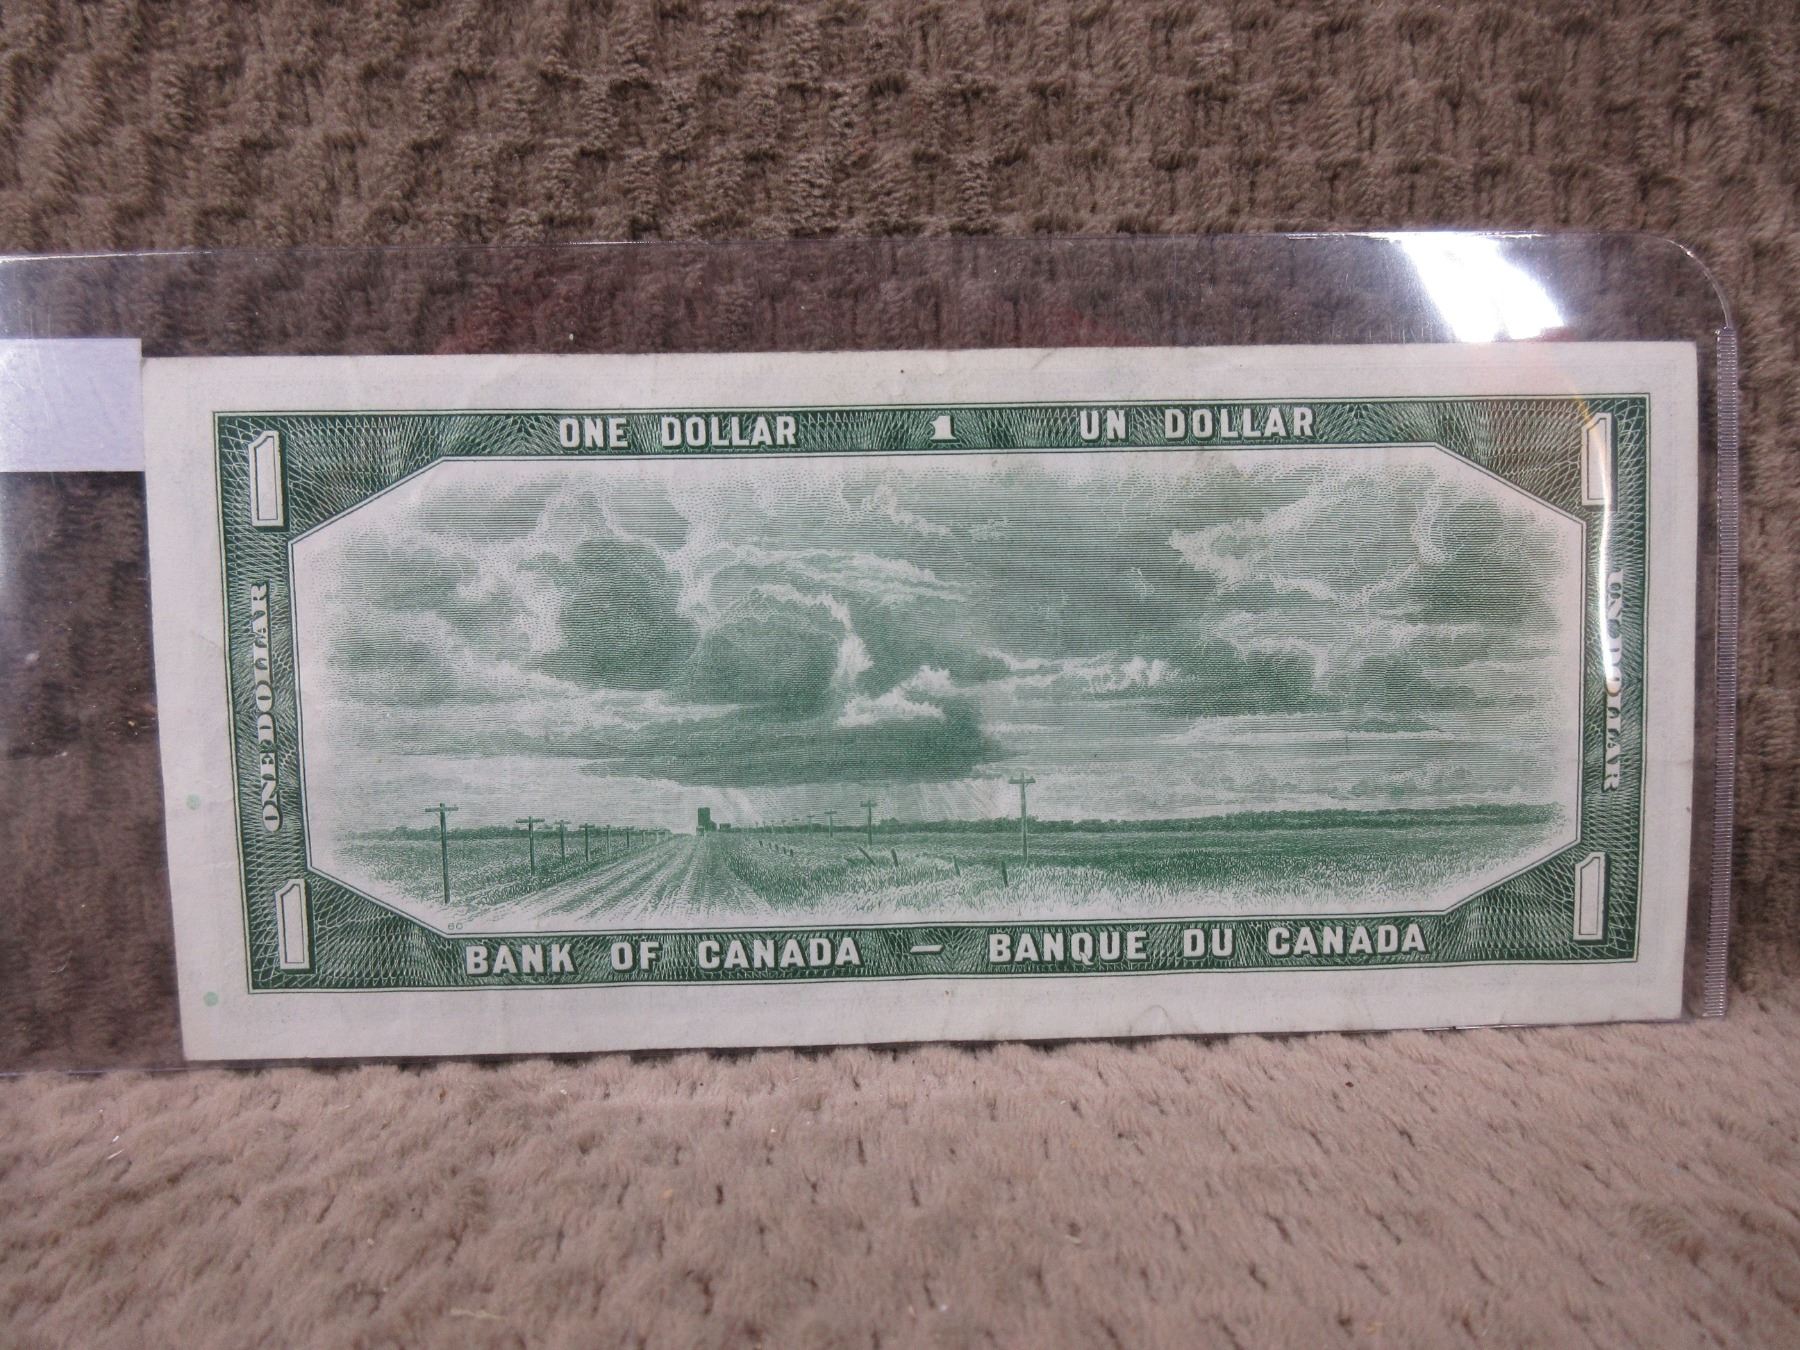 ONE DOLLAR 1 UN DOLLAR
1 1
ONE DOLLAR UN DOLLAR
1 1
60
BANK OF CANADA – BANQUE DU CANADA